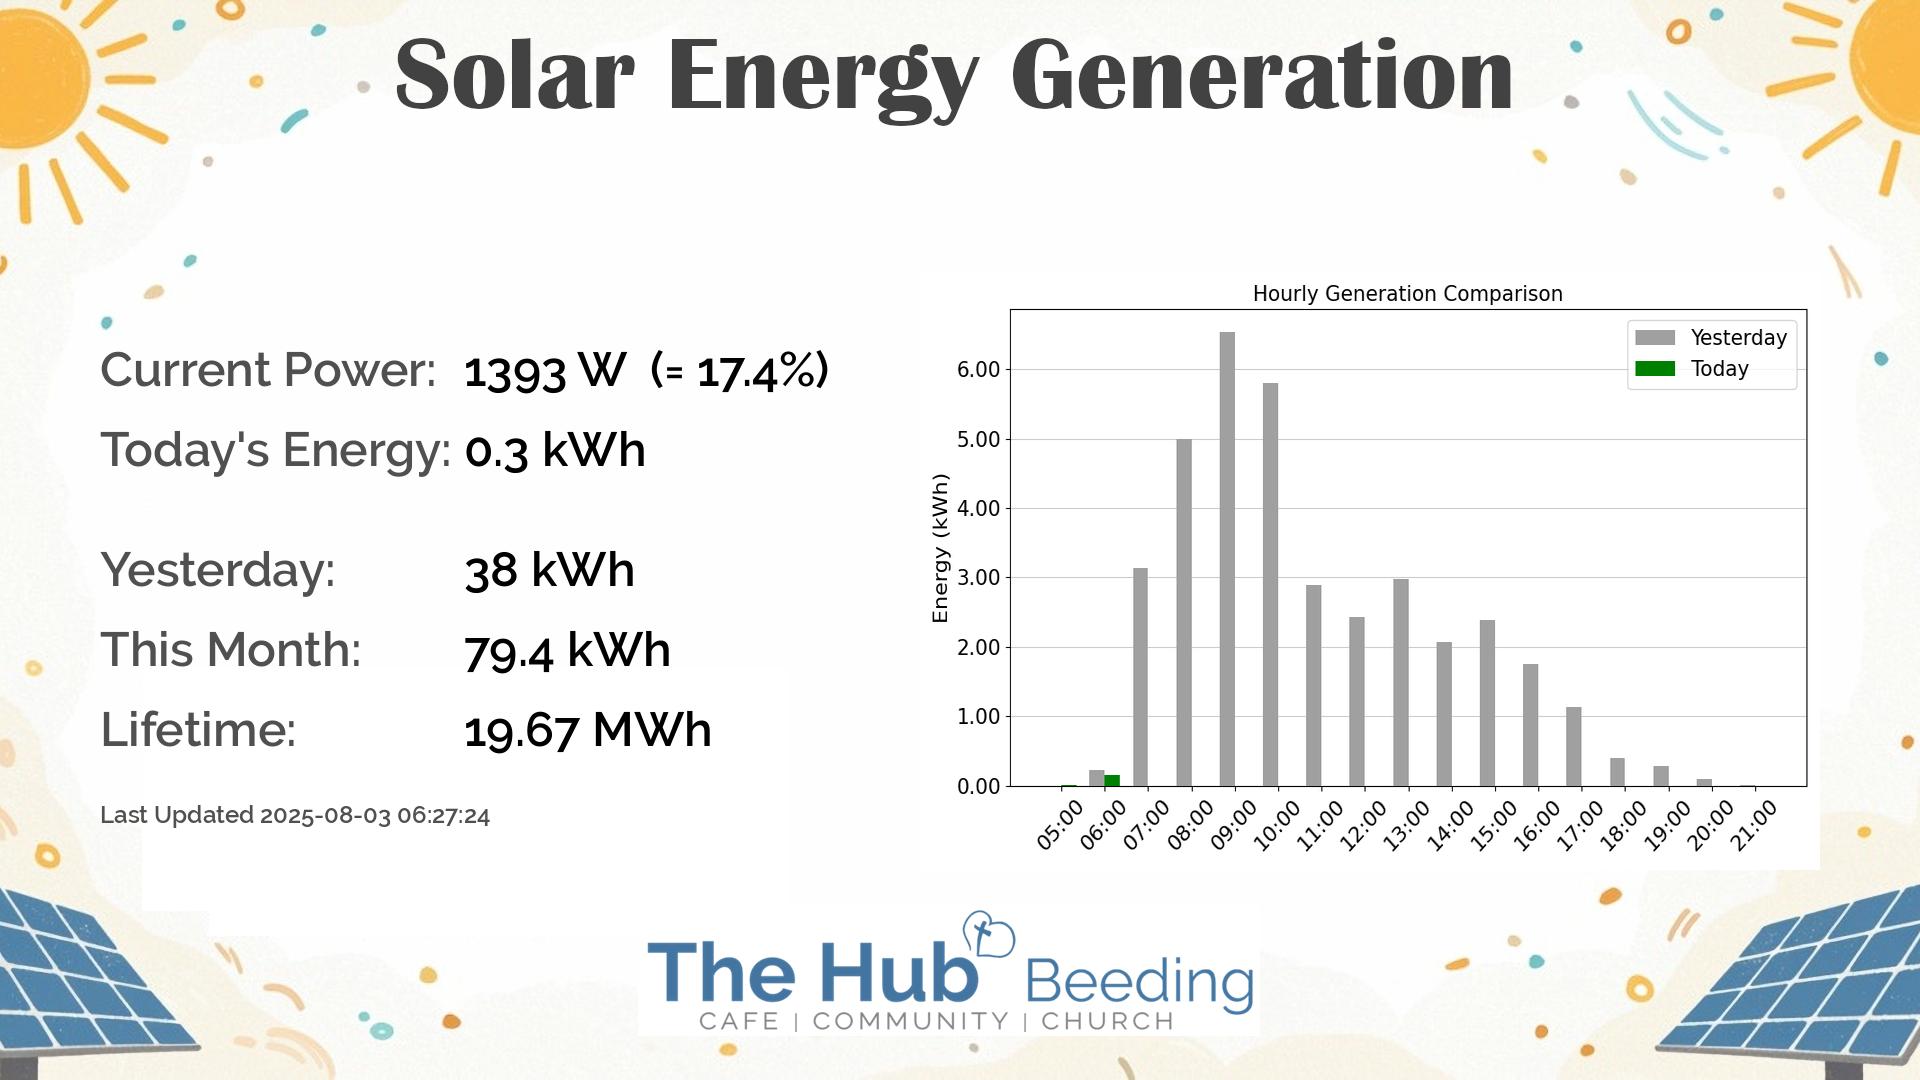 Solar Energy Generation
Current Power: 1393 W (= 17.4%)
Today's Energy: 0.3 kWh
Yesterday: 38 kWh
This Month: 79.4 kWh
Lifetime: 19.67 MWh
Last Updated 2025-08-03 06:27:24
Hourly Generation Comparison
Yesterday
Today
Energy (kWh)
6.00
5.00
4.00
3.00
2.00
1.00
0.00
05:00 06:00 07:00 08:00 09:00 10:00 11:00 12:00 13:00 14:00 15:00 16:00 17:00 18:00 19:00 20:00 21:00
The Hub Beeding
CAFE | COMMUNITY | CHURCH